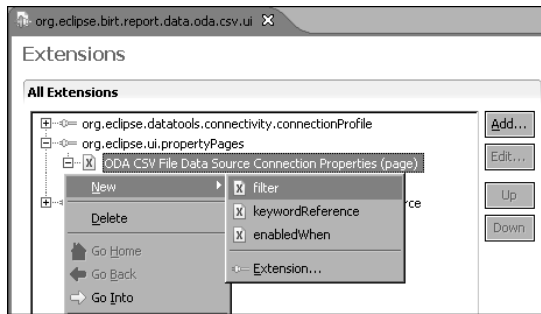 org.eclipse.birt.report.data.oda.csv.ui
Extensions
All Extensions
org.eclipse.datatools.connectivity.connectionProfile
org.eclipse.ui.propertyPages
ODA CSV File Data Source Connection Properties (page)
rce
New
Delete
Go Home
Go Back
Go Into
filter
keywordReference
enabledWhen
Extension...
Add...
Edit...
Up
Down